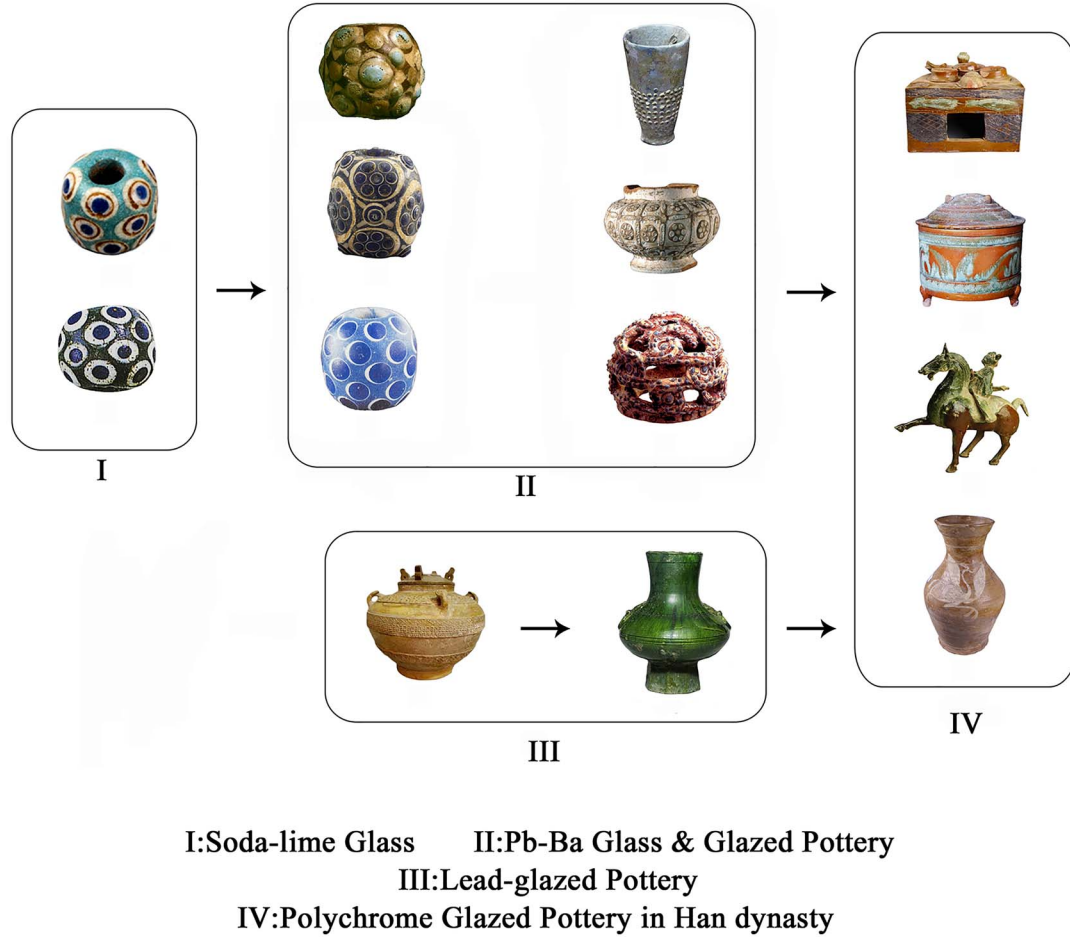 I
II
III
IV
I:Soda-lime Glass II:Pb-Ba Glass & Glazed Pottery
III:Lead-glazed Pottery
IV:Polychrome Glazed Pottery in Han dynasty